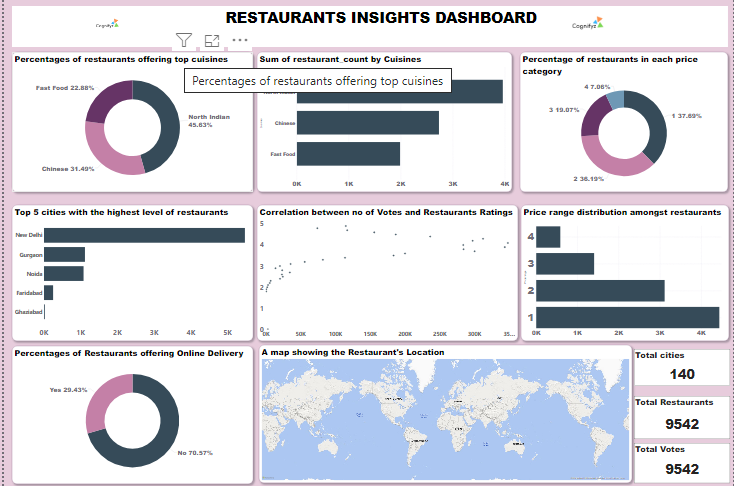 RESTAURANTS INSIGHTS DASHBOARD
Cognifyz
Cognifyz
Percentages of restaurants offering top cuisines
Fast Food 22.88%
North Indian
45.63%
Chinese 31.49%
Percentages of restaurants offering top cuisines
Sum of restaurant_count by Cuisines
Chinese
Fast Food
0K
1K
2K
3K
4K
Percentage of restaurants in each price
category
4 7.06%
3 19.07%
1 37.69%
2 36.19%
Top 5 cities with the highest level of restaurants
New Delhi
Gurgaon
Noida
Faridabad
Ghaziabad
0K
1K
2K
3K
4K
5K
Correlation between no of Votes and Restaurants Ratings
5
4
3
2
1
0
0K
50K
100K
150K
200K
250K
300K
35...
Price range distribution amongst restaurants
4
3
2
1
0K
1K
2K
3K
4K
Percentages of Restaurants offering Online Delivery
Yes 29.43%
No 70.57%
A map showing the Restaurant's Location
Total cities
140
Total Restaurants
9542
Total Votes
9542